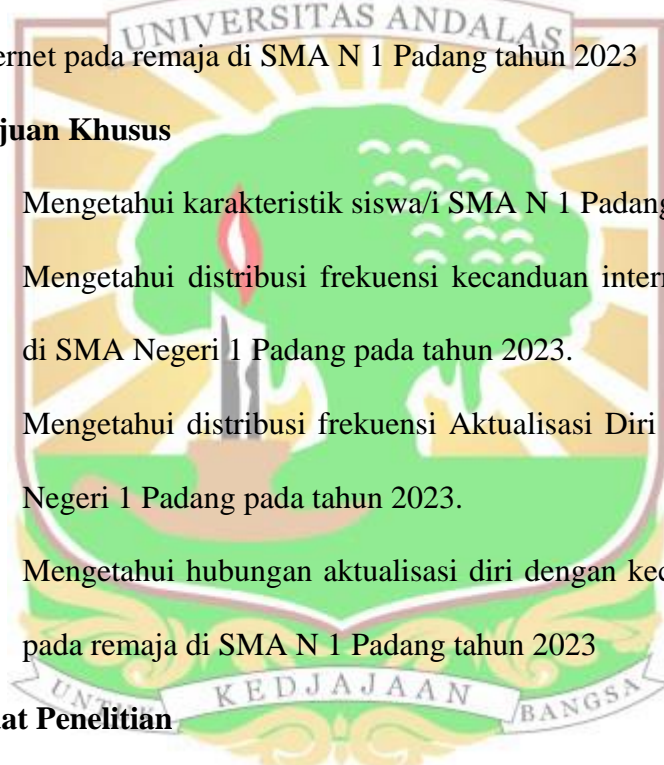 UNIVERSITAS ANDALAS
ernet pada remaja di SMA N 1 Padang tahun 2023
juan Khusus
Mengetahui karakteristik siswa/i SMA N 1 Padang
Mengetahui distribusi frekuensi kecanduan intern
di SMA Negeri 1 Padang pada tahun 2023.
Mengetahui distribusi frekuensi Aktualisasi Diri
Negeri 1 Padang pada tahun 2023.
Mengetahui hubungan aktualisasi diri dengan kec
pada remaja di SMA N 1 Padang tahun 2023
UNTUK KEDJAJAAN BANGSA
at Penelitian